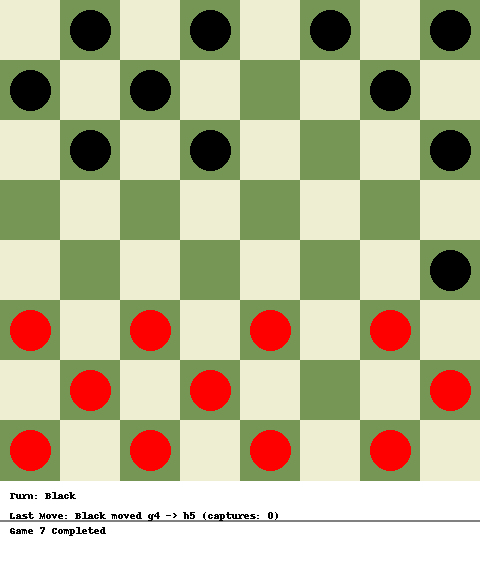 Turn: Black
Last Move: Black moved g4 -> h5 (captures: 0)
Game 7 Completed